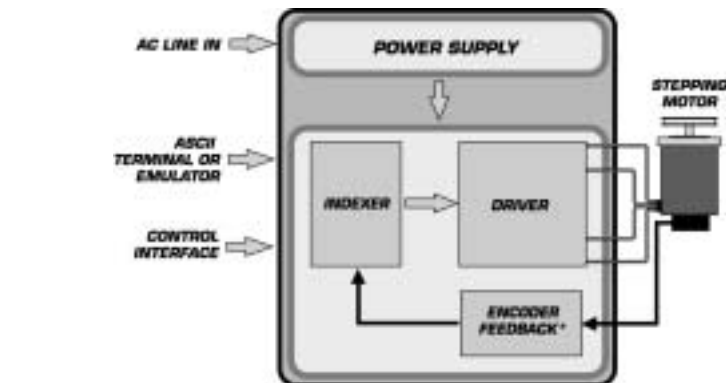 AC LINE IN
POWER SUPPLY
STEPPING
MOTOR
ASCII
TERMINAL OR
EMULATOR
INDEXER
DRIVER
CONTROL
INTERFACE
ENCODER
FEEDBACK*